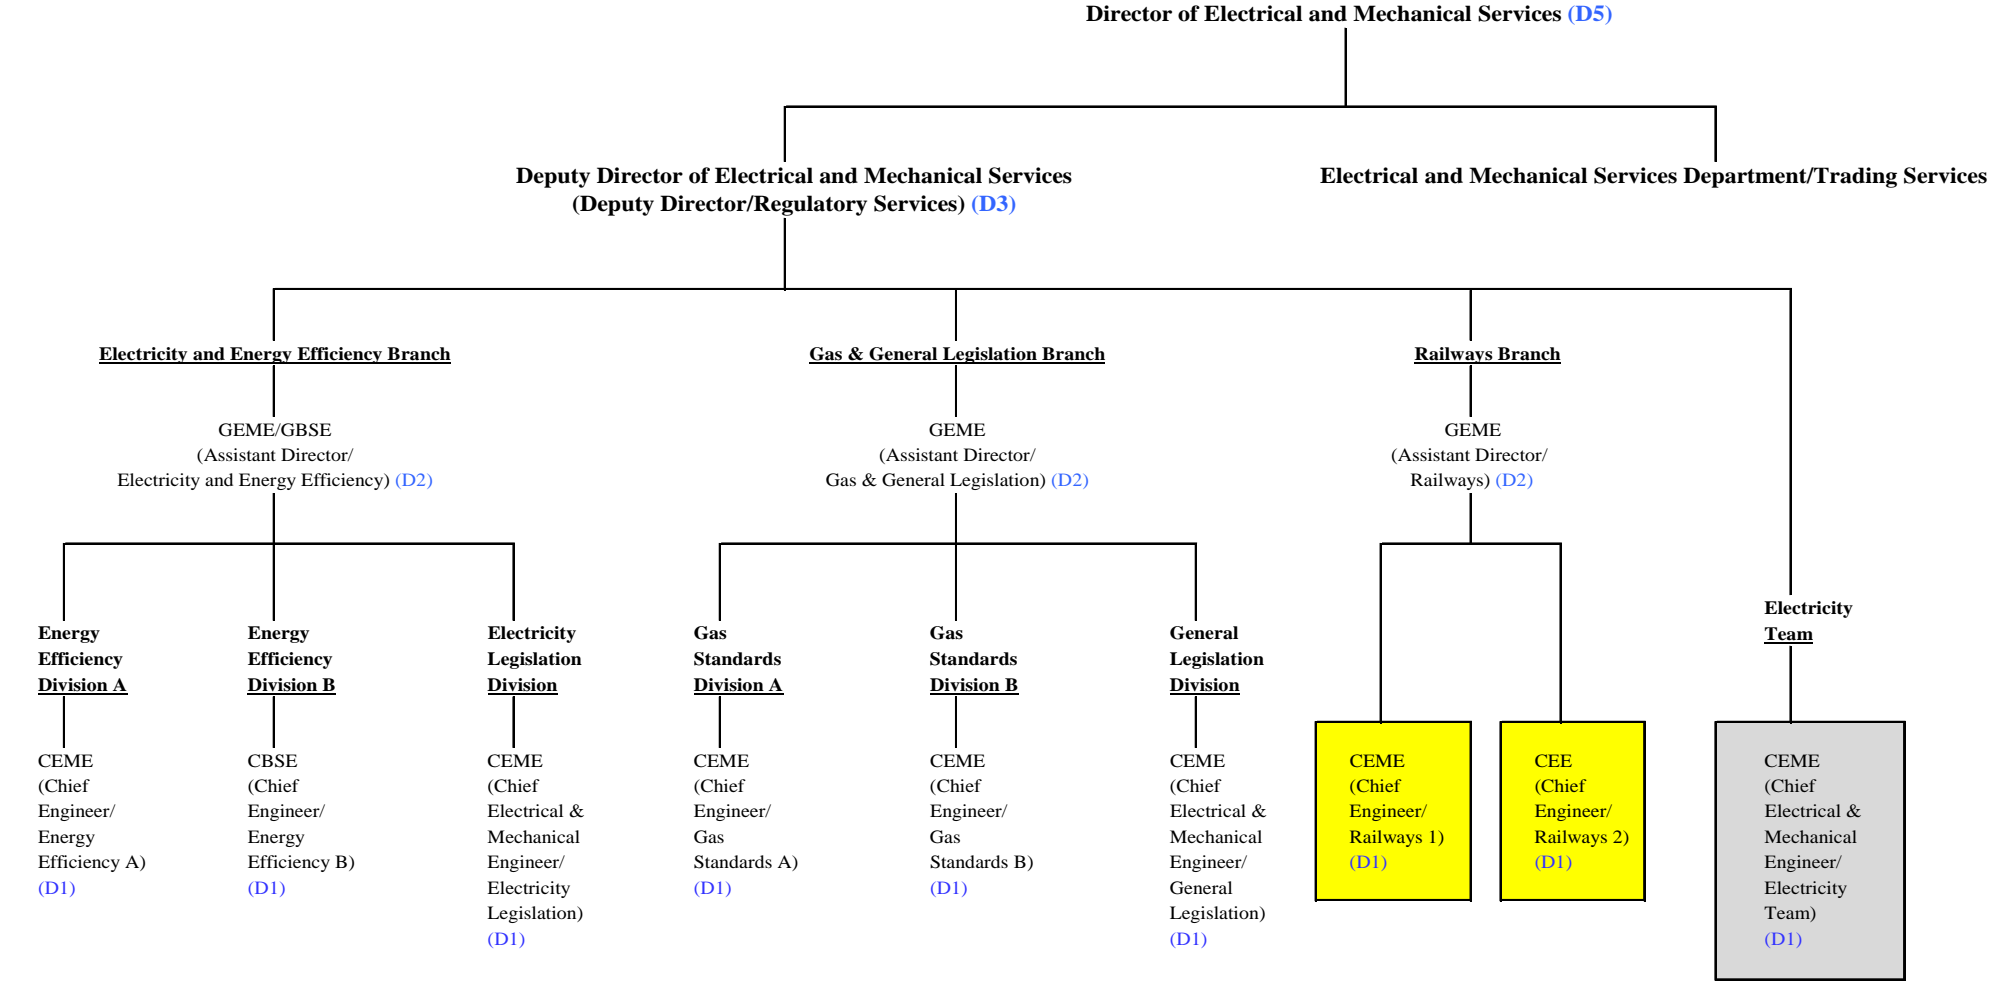 Director of Electrical and Mechanical Services (D5)
Deputy Director of Electrical and Mechanical Services
(Deputy Director/Regulatory Services) (D3)
Electrical and Mechanical Services Department/Trading Services
Electricity and Energy Efficiency Branch
GEME/GBSE
(Assistant Director/
Electricity and Energy Efficiency) (D2)
Gas & General Legislation Branch
GEME
(Assistant Director/
Gas & General Legislation) (D2)
Railways Branch
GEME
(Assistant Director/
Railways) (D2)
Energy
Efficiency
Division A
CEME
(Chief
Engineer/
Energy
Efficiency A)
(D1)
Energy
Efficiency
Division B
CBSE
(Chief
Engineer/
Energy
Efficiency B)
(D1)
Electricity
Legislation
Division
CEME
(Chief
Electrical &
Mechanical
Engineer/
Electricity
Legislation)
(D1)
Gas
Standards
Division A
CEME
(Chief
Engineer/
Gas
Standards A)
(D1)
Gas
Standards
Division B
CEME
(Chief
Engineer/
Gas
Standards B)
(D1)
General
Legislation
Division
CEME
(Chief
Electrical &
Mechanical
Engineer/
General
Legislation)
(D1)
CEME
(Chief
Engineer/
Railways 1)
(D1)
CEE
(Chief
Engineer/
Railways 2)
(D1)
Electricity
Team
CEME
(Chief
Electrical &
Mechanical
Engineer/
Electricity
Team)
(D1)